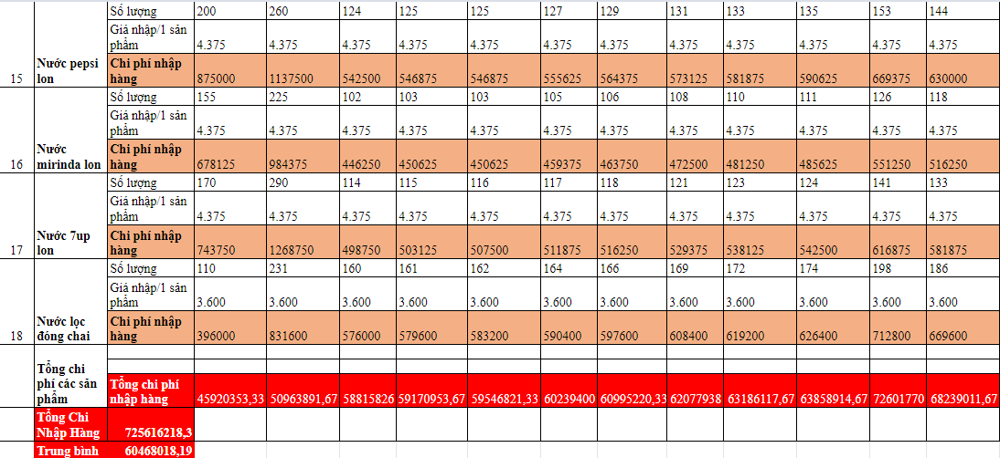 Số lượng 200 260 124 125 125 127 129 131 133 135 153 144
Giá nhập/1 sản phẩm 4.375 4.375 4.375 4.375 4.375 4.375 4.375 4.375 4.375 4.375 4.375 4.375
15 Nước pepsi lon Chi phí nhập hàng 875000 1137500 542500 546875 546875 555625 564375 573125 581875 590625 669375 630000
Số lượng 155 225 102 103 103 105 106 108 110 111 126 118
Giá nhập/1 sản phẩm 4.375 4.375 4.375 4.375 4.375 4.375 4.375 4.375 4.375 4.375 4.375 4.375
16 Nước mirinda lon Chi phí nhập hàng 678125 984375 446250 450625 450625 459375 463750 472500 481250 485625 551250 516250
Số lượng 170 290 114 115 116 117 118 121 123 124 141 133
Giá nhập/1 sản phẩm 4.375 4.375 4.375 4.375 4.375 4.375 4.375 4.375 4.375 4.375 4.375 4.375
17 Nước 7up lon Chi phí nhập hàng 743750 1268750 498750 503125 507500 511875 516250 529375 538125 542500 616875 581875
Số lượng 110 231 160 161 162 164 166 169 172 174 198 186
Giá nhập/1 sản phẩm 3.600 3.600 3.600 3.600 3.600 3.600 3.600 3.600 3.600 3.600 3.600 3.600
18 Nước lọc đóng chai Chi phí nhập hàng 396000 831600 576000 579600 583200 590400 597600 608400 619200 626400 712800 669600
Tổng chi phí các sản phẩm Tổng chi phí nhập hàng 45920353,33 50963891,67 58815826 59170953,67 59546821,33 60239400 60995220,33 62077938 63186117,67 63858914,67 72601770 68239011,67
Tổng Chi Nhập Hàng 725616218,3
Trung bình 60468018,19